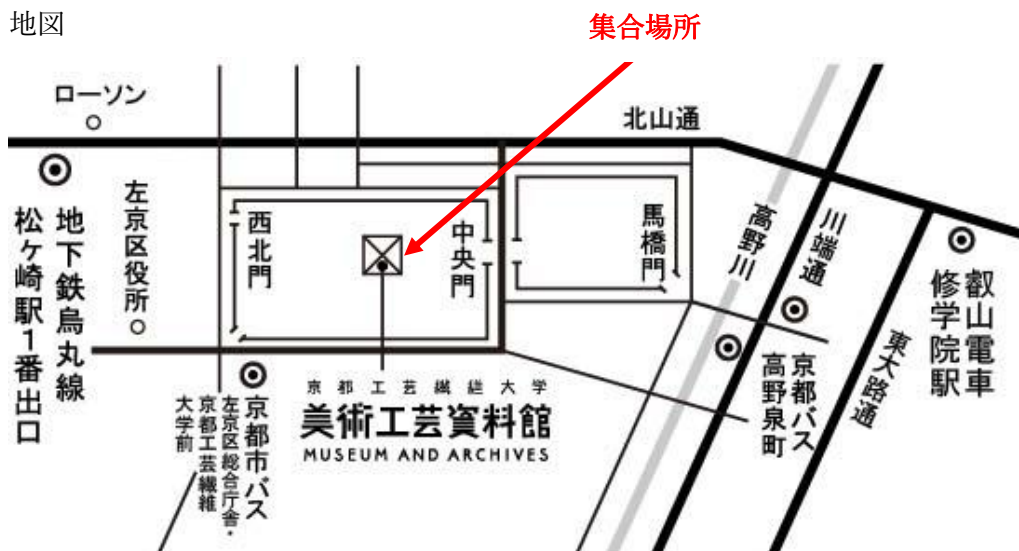 地図
集合場所
ローソン
北山通
地下鉄烏丸線
松ヶ崎駅1番出口
左京区役所
西北門
中央門
馬橋門
高野川
川端通
東大路通
叡山電車
修学院駅
京都バス
高野泉町
京都市バス
左京区総合庁舎・
京都工芸繊維
大学前
京都工芸繊維大学
美術工芸資料館
MUSEUM AND ARCHIVES